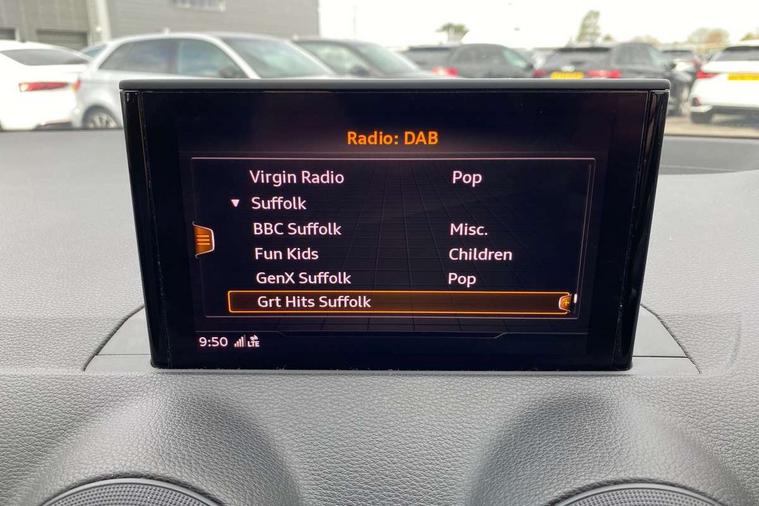 Radio: DAB
Virgin Radio Pop
▼ Suffolk
BBC Suffolk Misc.
Fun Kids Children
GenX Suffolk Pop
Grt Hits Suffolk
9:50 LTE